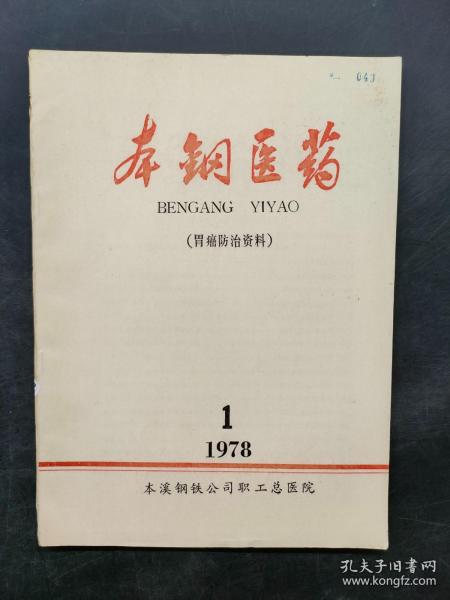 043
本钢医药
BENGANG YIYAO
(胃癌防治资料)
1
1978
本溪钢铁公司职工总医院
孔夫子旧书网
www.kongfz.com